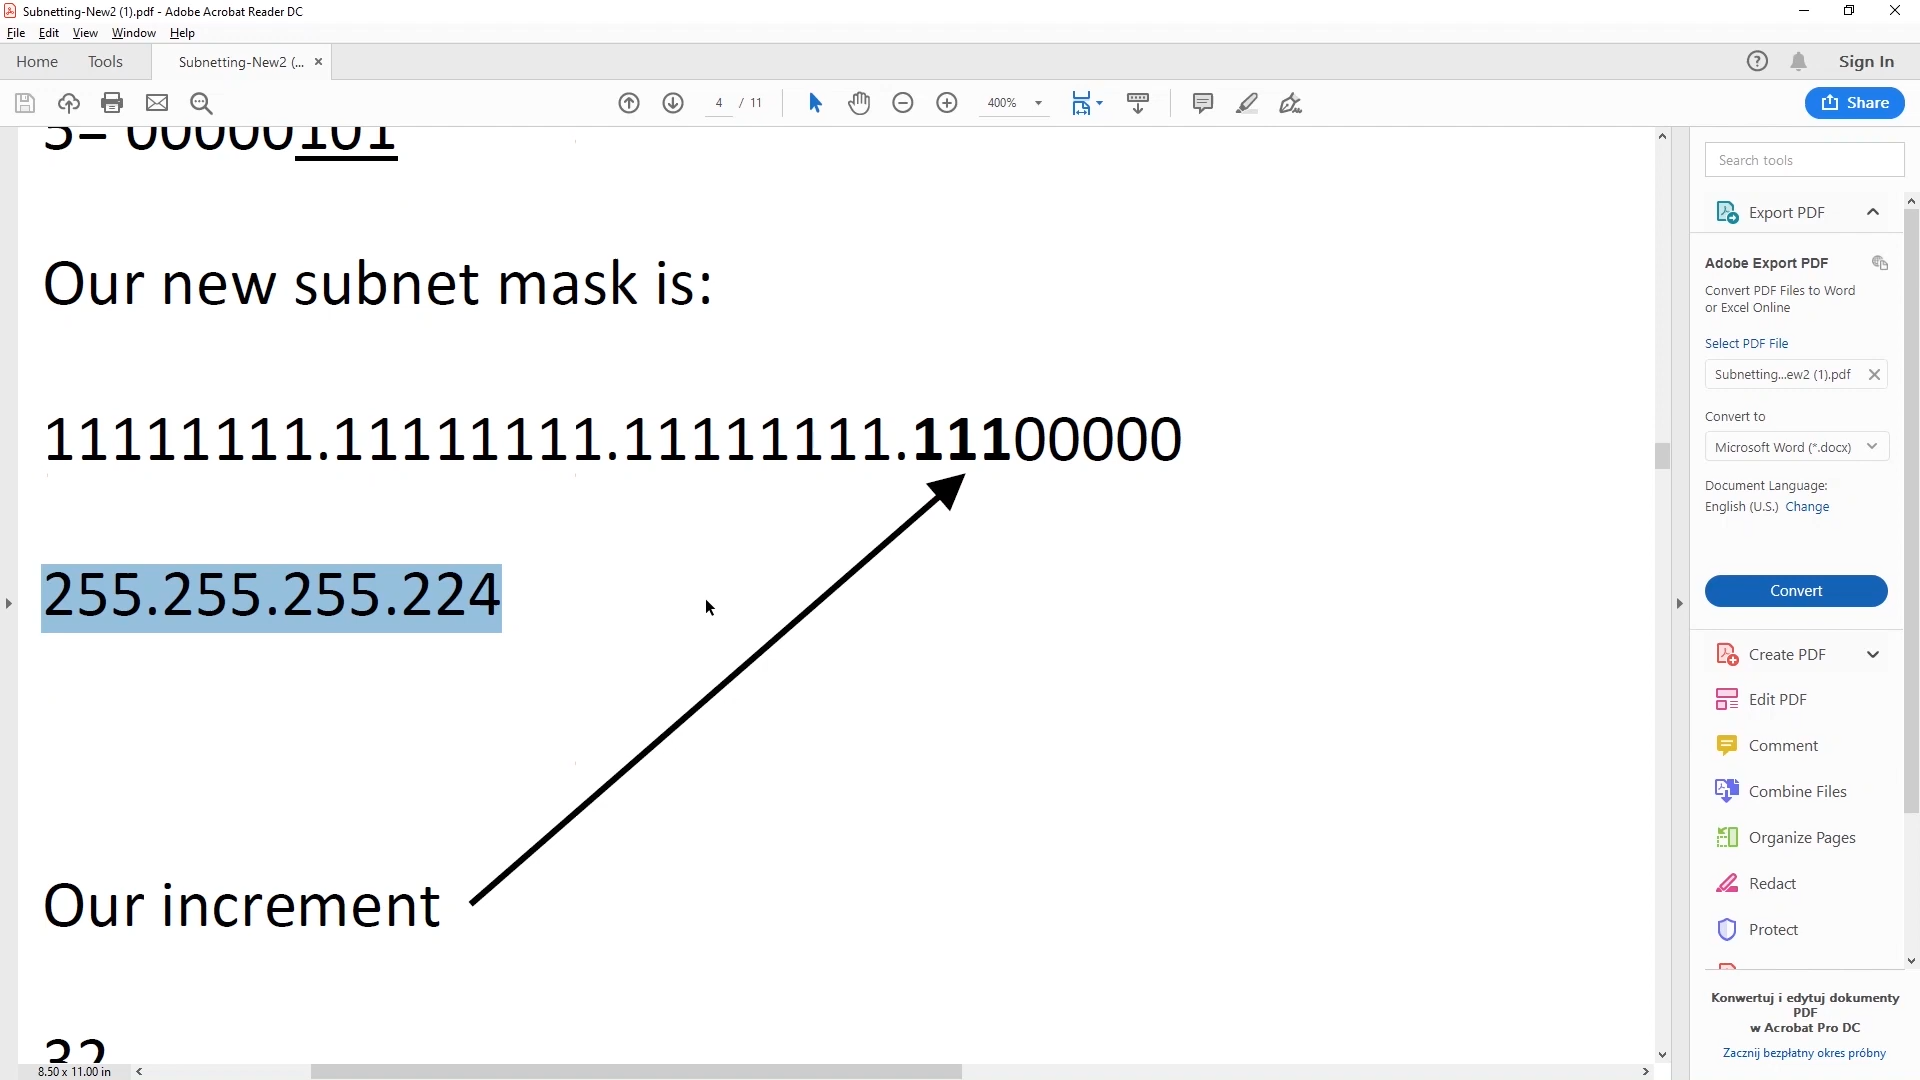 Subnetting-New2 (1).pdf - Adobe Acrobat Reader DC
File Edit View Window Help
Home Tools Subnetting-New2 (... Sign In
4 / 11 400% Share
5= 00000101
Our new subnet mask is:
11111111.11111111.11111111.11100000
255.255.255.224
Our increment
32
8.50 x 11.00 in
Search tools
Export PDF
Adobe Export PDF
Convert PDF Files to Word
or Excel Online
Select PDF File
Subnetting...ew2 (1).pdf
Convert to
Microsoft Word (*.docx)
Document Language:
English (U.S.) Change
Convert
Create PDF
Edit PDF
Comment
Combine Files
Organize Pages
Redact
Protect
Konwertuj i edytuj dokumenty
PDF
w Acrobat Pro DC
Zacznij bezpłatny okres próbny